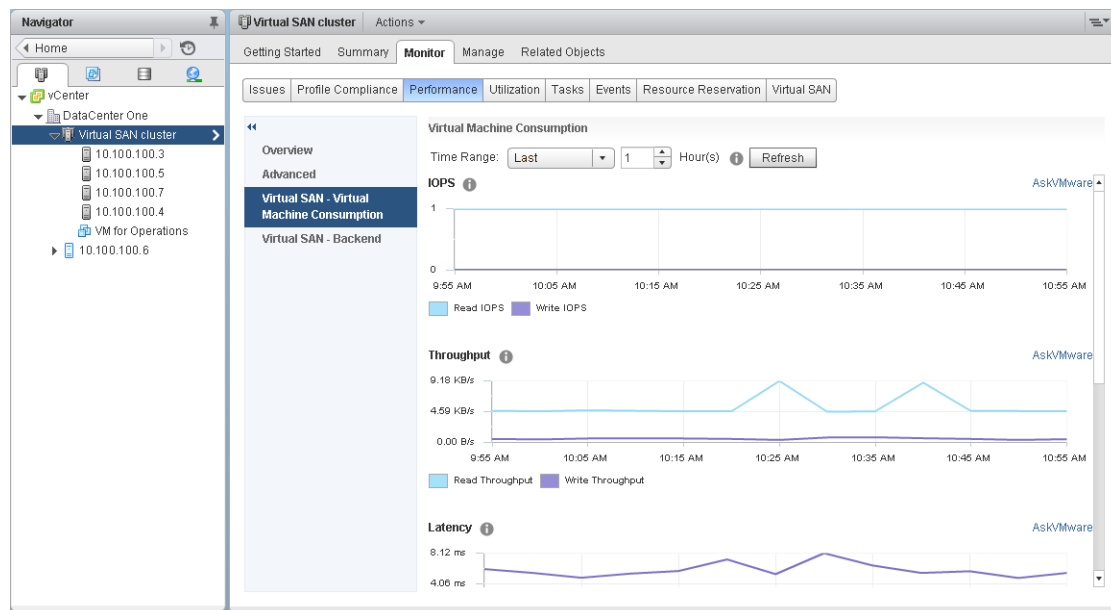 Navigator
Home
vCenter
DataCenter One
Virtual SAN cluster
10.100.100.3
10.100.100.5
10.100.100.7
10.100.100.4
VM for Operations
10.100.100.6
Virtual SAN cluster Actions
Getting Started Summary Monitor Manage Related Objects
Issues Profile Compliance Performance Utilization Tasks Events Resource Reservation Virtual SAN
Overview
Advanced
Virtual SAN - Virtual
Machine Consumption
Virtual SAN - Backend
Virtual Machine Consumption
Time Range: Last 1 Hour(s) Refresh
IOPS AskVMware
1
0
9:55 AM 10:05 AM 10:15 AM 10:25 AM 10:35 AM 10:45 AM 10:55 AM
Read IOPS Write IOPS
Throughput AskVMware
9.18 KB/s
4.59 KB/s
0.00 B/s
9:55 AM 10:05 AM 10:15 AM 10:25 AM 10:35 AM 10:45 AM 10:55 AM
Read Throughput Write Throughput
Latency AskVMware
8.12 ms
4.06 ms